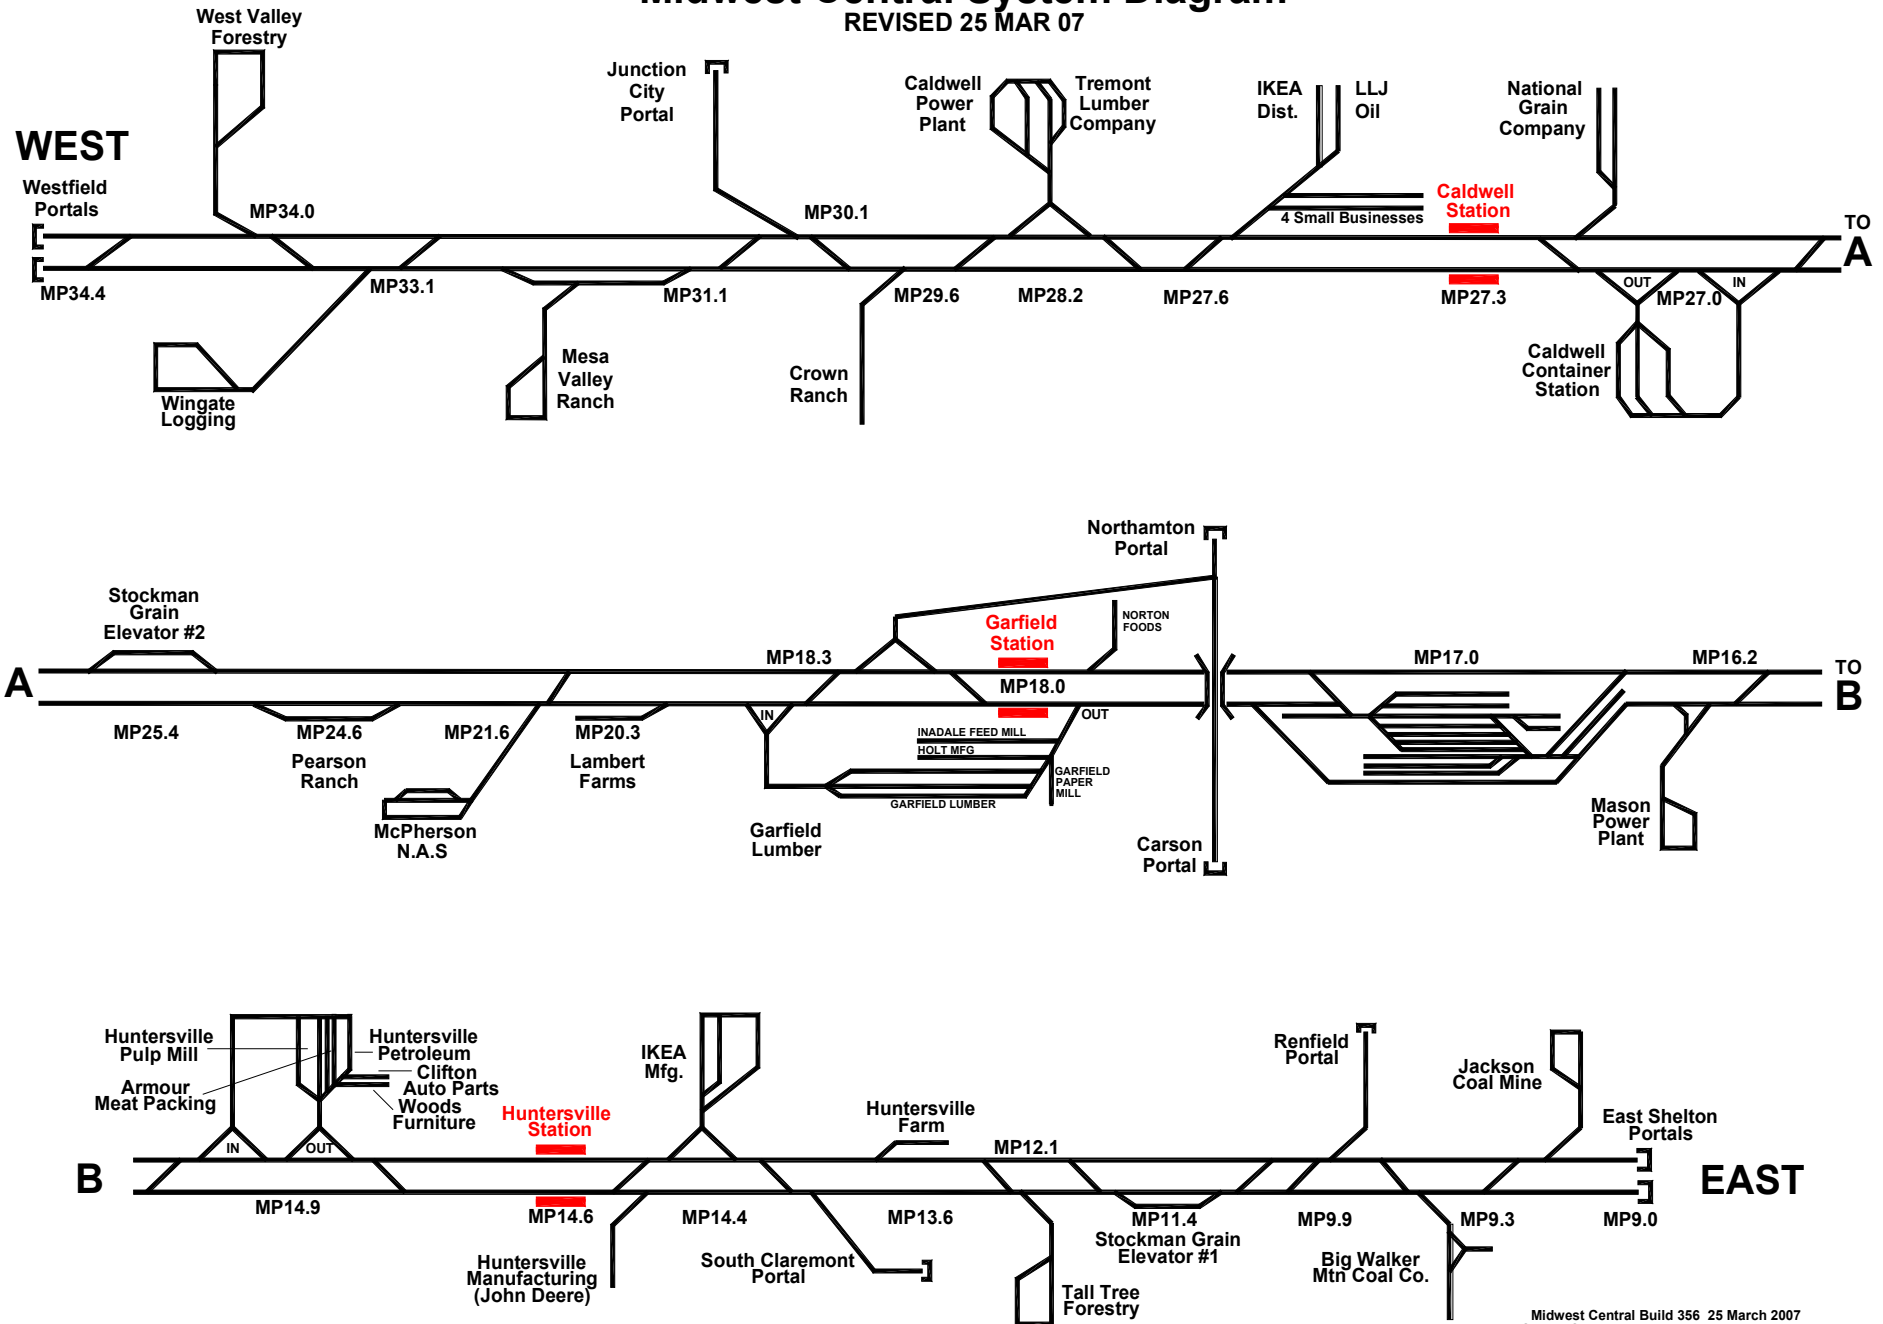 Midwest Central System Diagram
REVISED 25 MAR 07
West Valley
Forestry
Junction
City
Portal
Caldwell
Power
Plant
Tremont
Lumber
Company
IKEA
Dist.
LLJ
Oil
National
Grain
Company
WEST
Westfield
Portals
MP34.0
MP30.1
4 Small Businesses
Caldwell
Station
TO
A
MP34.4
MP33.1
MP31.1
MP29.6
MP28.2
MP27.6
MP27.3
OUT
MP27.0
IN
Wingate
Logging
Mesa
Valley
Ranch
Crown
Ranch
Caldwell
Container
Station
Northamton
Portal
Stockman
Grain
Elevator #2
Garfield
Station
NORTON
FOODS
A
MP18.3
MP18.0
MP17.0
MP16.2
TO
B
MP25.4
MP24.6
MP21.6
MP20.3
IN
OUT
Pearson
Ranch
Lambert
Farms
INADALE FEED MILL
HOLT MFG
GARFIELD
PAPER
MILL
GARFIELD LUMBER
McPherson
N.A.S
Garfield
Lumber
Carson
Portal
Mason
Power
Plant
Huntersville
Pulp Mill
Armour
Meat Packing
Huntersville
Petroleum
Clifton
Auto Parts
Woods
Furniture
IKEA
Mfg.
Huntersville
Station
Huntersville
Farm
Renfield
Portal
Jackson
Coal Mine
East Shelton
Portals
IN
OUT
MP12.1
B
EAST
MP14.9
MP14.6
MP14.4
MP13.6
MP11.4
MP9.9
MP9.3
MP9.0
Huntersville
Manufacturing
(John Deere)
South Claremont
Portal
Stockman Grain
Elevator #1
Tall Tree
Forestry
Big Walker
Mtn Coal Co.
Midwest Central Build 356  25 March 2007